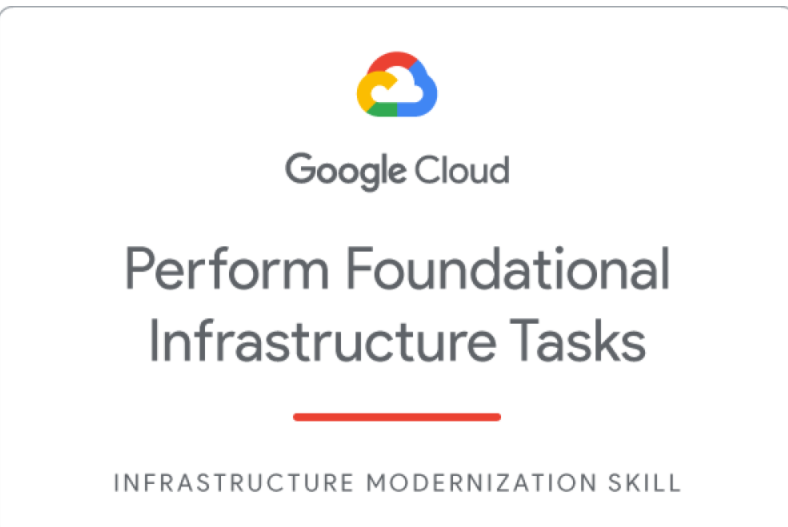 Google Cloud
Perform Foundational
Infrastructure Tasks
INFRASTRUCTURE MODERNIZATION SKILL